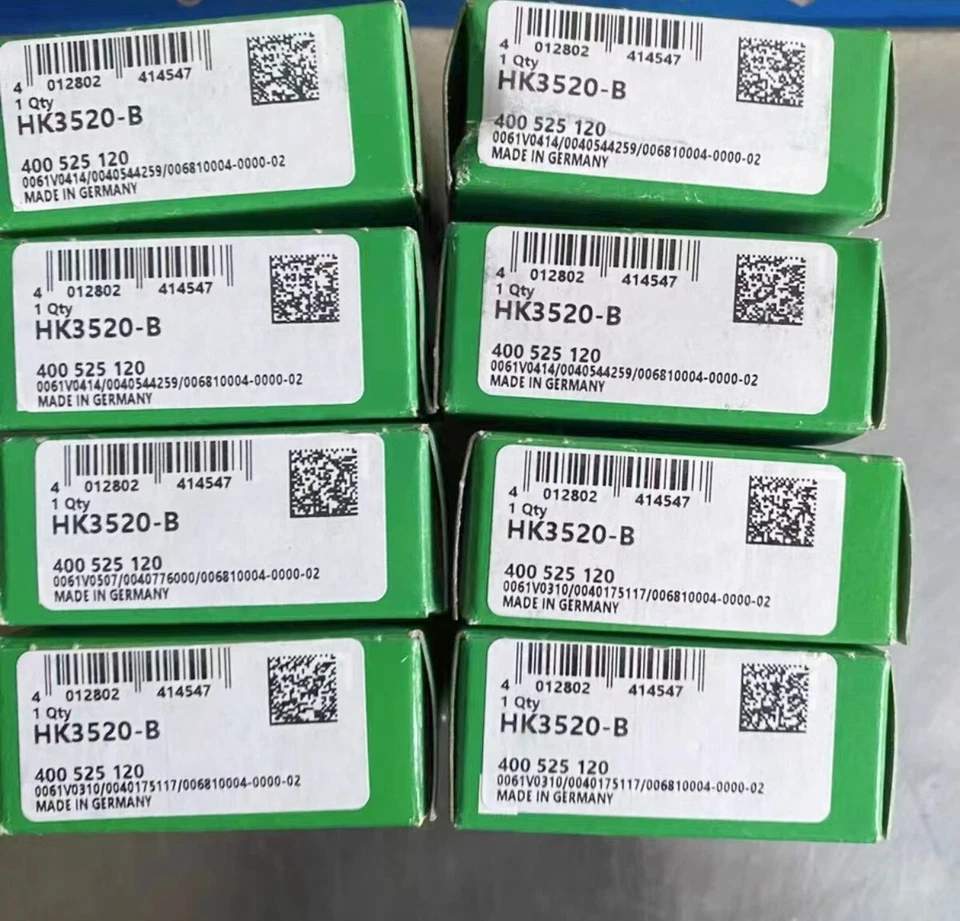 4 012802 414547
1 Qty
HK3520-B
400 525 120
0061V0414/0040544259/006810004-0000-02
MADE IN GERMANY
4 012802 414547
1 Qty
HK3520-B
400 525 120
0061V0414/0040544259/006810004-0000-02
MADE IN GERMANY
4 012802 414547
1 Qty
HK3520-B
400 525 120
0061V0414/0040544259/006810004-0000-02
MADE IN GERMANY
4 012802 414547
1 Qty
HK3520-B
400 525 120
0061V0414/0040544259/006810004-0000-02
MADE IN GERMANY
4 012802 414547
1 Qty
HK3520-B
400 525 120
0061V0507/0040776000/006810004-0000-02
MADE IN GERMANY
4 012802 414547
1 Qty
HK3520-B
400 525 120
0061V0310/0040175117/006810004-0000-02
MADE IN GERMANY
4 012802 414547
1 Qty
HK3520-B
400 525 120
0061V0310/0040175117/006810004-0000-02
MADE IN GERMANY
4 012802 414547
1 Qty
HK3520-B
400 525 120
0061V0310/0040175117/006810004-0000-02
MADE IN GERMANY